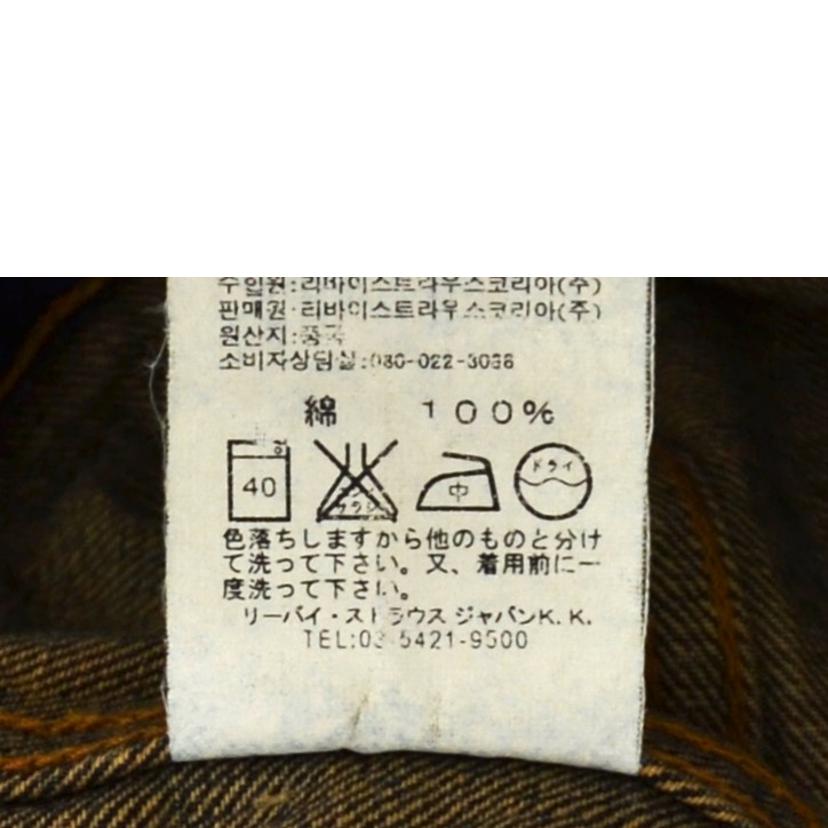 수입원:리바이스트라우스코리아(주)
판매원:리바이스트라우스코리아(주)
원산지:중국
소비자상담실:080-022-3038
綿 100%
40
中
ドライ
色落ちしますから他のものと分け
て洗って下さい。又、着用前に一
度洗って下さい。
リーバイ・ストラウス ジャパンK.K.
TEL:03-5421-9500